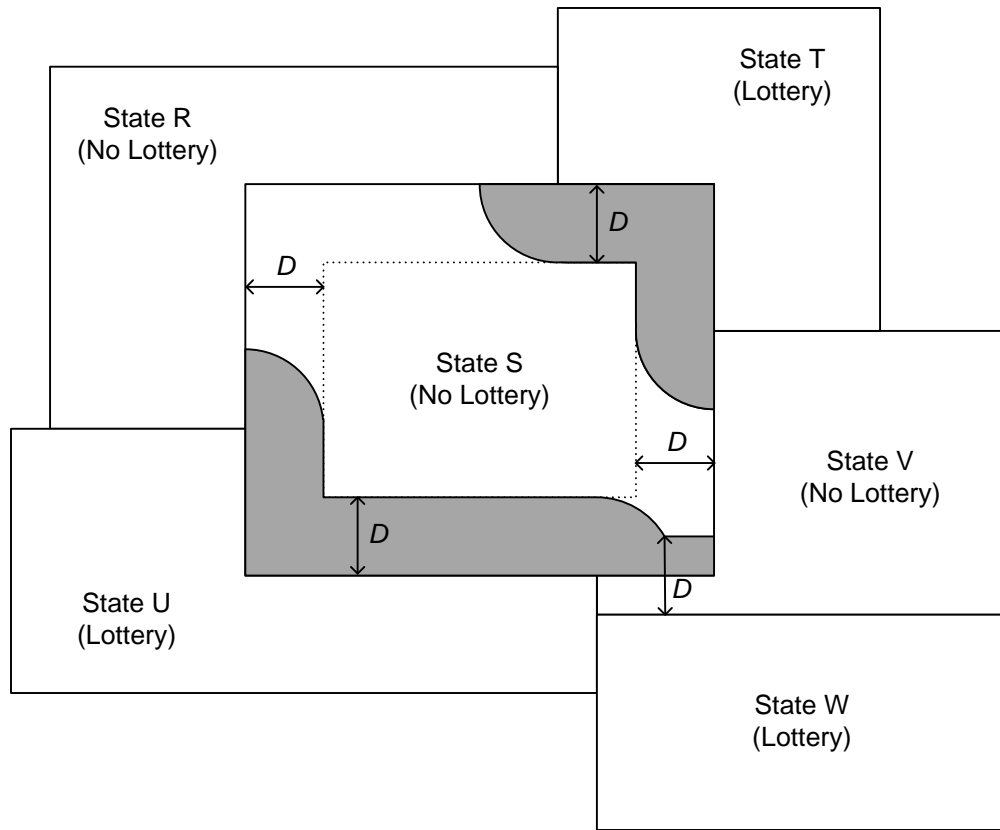 State T
(Lottery)
State R
(No Lottery)
D
D
State S
(No Lottery)
D
State V
(No Lottery)
D
D
State U
(Lottery)
State W
(Lottery)